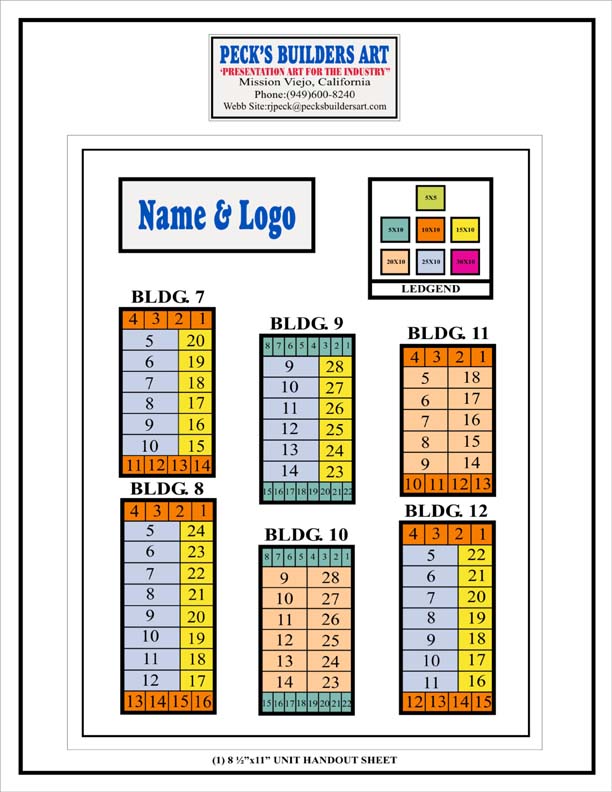 PECK'S BUILDERS ART
"PRESENTATION ART FOR THE INDUSTRY"
Mission Viejo, California
Phone:(949)600-8240
Webb Site:rjpeck@pecksbuildersart.com
Name & Logo
5X5
5X10 10X10 15X10
20X10 25X10 30X10
LEDGEND
BLDG. 7
4 3 2 1
5 20
6 19
7 18
8 17
9 16
10 15
11 12 13 14
BLDG. 8
4 3 2 1
5 24
6 23
7 22
8 21
9 20
10 19
11 18
12 17
13 14 15 16
BLDG. 9
8 7 6 5 4 3 2 1
9 28
10 27
11 26
12 25
13 24
14 23
15 16 17 18 19 20 21 22
BLDG. 10
8 7 6 5 4 3 2 1
9 28
10 27
11 26
12 25
13 24
14 23
15 16 17 18 19 20 21 22
BLDG. 11
4 3 2 1
5 18
6 17
7 16
8 15
9 14
10 11 12 13
BLDG. 12
4 3 2 1
5 22
6 21
7 20
8 19
9 18
10 17
11 16
12 13 14 15
(1) 8 ½"x11" UNIT HANDOUT SHEET